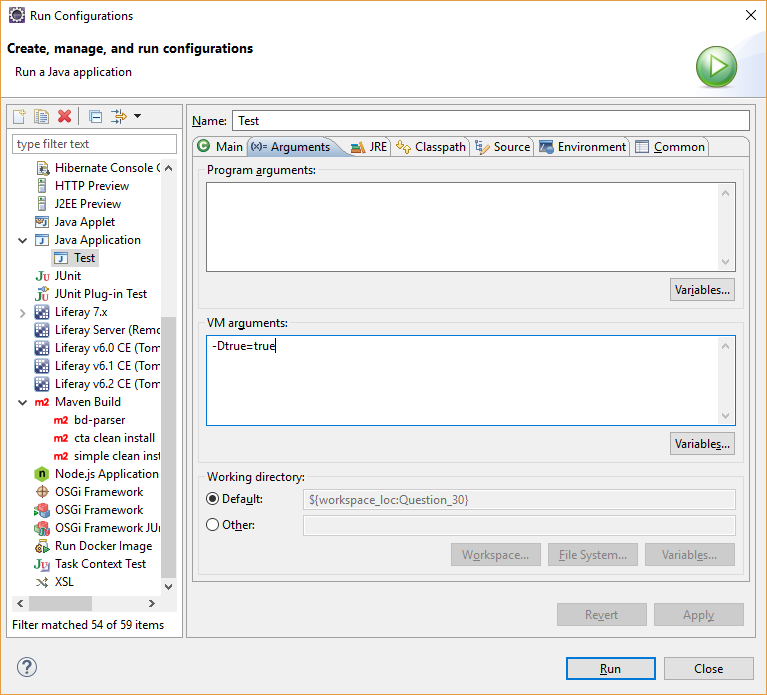 Run Configurations
Create, manage, and run configurations
Run a Java application
type filter text
Hibernate Console C
HTTP Preview
J2EE Preview
Java Applet
Java Application
Test
JUnit
JUnit Plug-in Test
Liferay 7.x
Liferay Server (Remo
Liferay v6.0 CE (Tom
Liferay v6.1 CE (Tom
Liferay v6.2 CE (Tom
Maven Build
bd-parser
cta clean install
simple clean inst
Node.js Application
OSGi Framework
OSGi Framework
OSGi Framework JUn
Run Docker Image
Task Context Test
XSL
Filter matched 54 of 59 items
Name: Test
Main (x)= Arguments JRE Classpath Source Environment Common
Program arguments:
Variables...
VM arguments:
-Dtrue=true
Variables...
Working directory:
Default: ${workspace_loc:Question_30}
Other:
Workspace... File System... Variables...
Revert Apply
Run Close